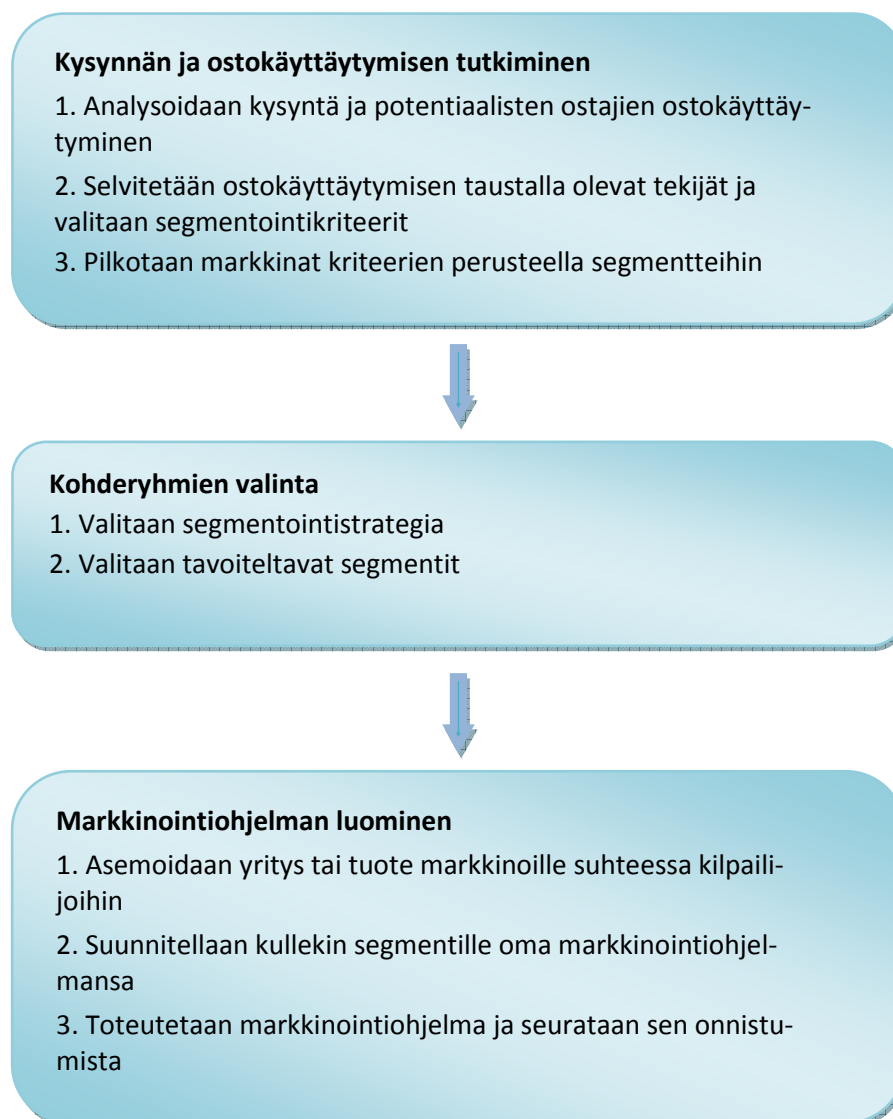 Kysynnän ja ostokäyttäytymisen tutkiminen
1. Analysoidaan kysyntä ja potentiaalisten ostajien ostokäyttäy-
tyminen
2. Selvitetään ostokäyttäytymisen taustalla olevat tekijät ja
valitaan segmentointikriteerit
3. Pilkotaan markkinat kriteerien perusteella segmentteihin
Kohderyhmien valinta
1. Valitaan segmentointistrategia
2. Valitaan tavoiteltavat segmentit
Markkinointiohjelman luominen
1. Asemoidaan yritys tai tuote markkinoille suhteessa kilpaili-
joihin
2. Suunnitellaan kullekin segmentille oma markkinointiohjel-
mansa
3. Toteutetaan markkinointiohjelma ja seurataan sen onnistu-
mista